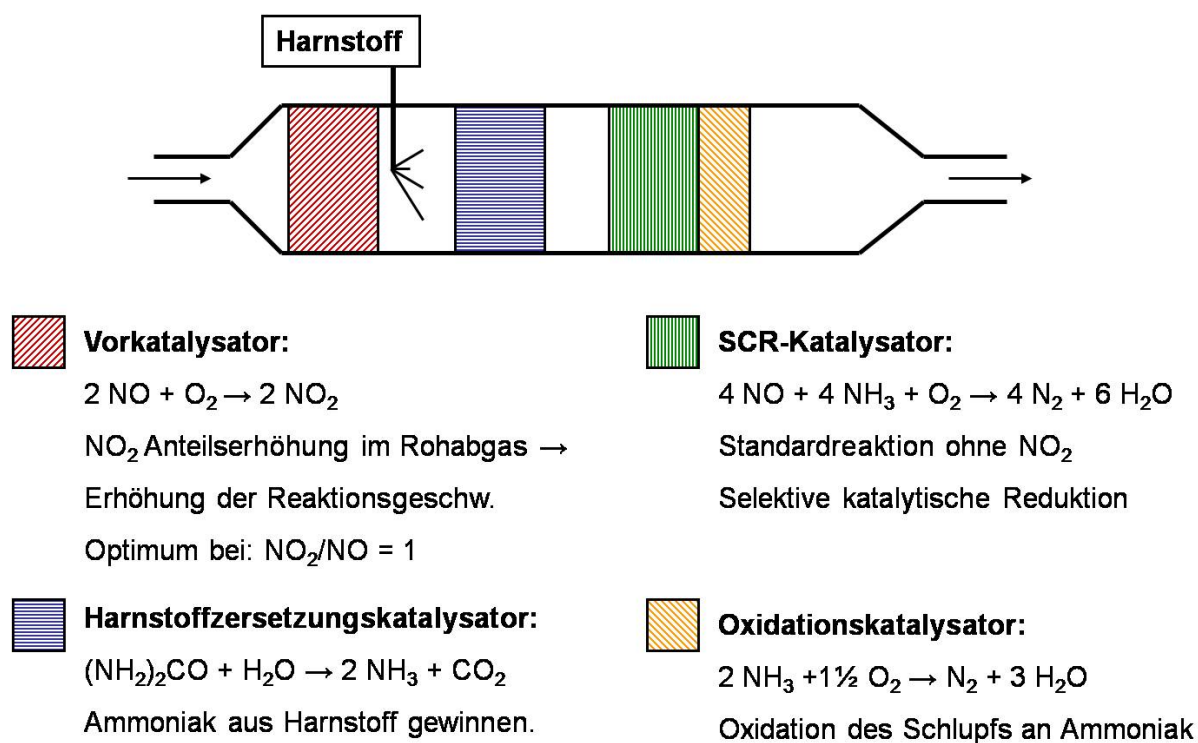 Harnstoff
Vorkatalysator:
2 NO + O₂ → 2 NO₂
NO₂ Anteilserhöhung im Rohabgas →
Erhöhung der Reaktionsgeschw.
Optimum bei: NO₂/NO = 1
Harnstoffzersetzungskatalysator:
(NH₂)₂CO + H₂O → 2 NH₃ + CO₂
Ammoniak aus Harnstoff gewinnen.
SCR-Katalysator:
4 NO + 4 NH₃ + O₂ → 4 N₂ + 6 H₂O
Standardreaktion ohne NO₂
Selektive katalytische Reduktion
Oxidationskatalysator:
2 NH₃ +1½ O₂ → N₂ + 3 H₂O
Oxidation des Schlupfs an Ammoniak